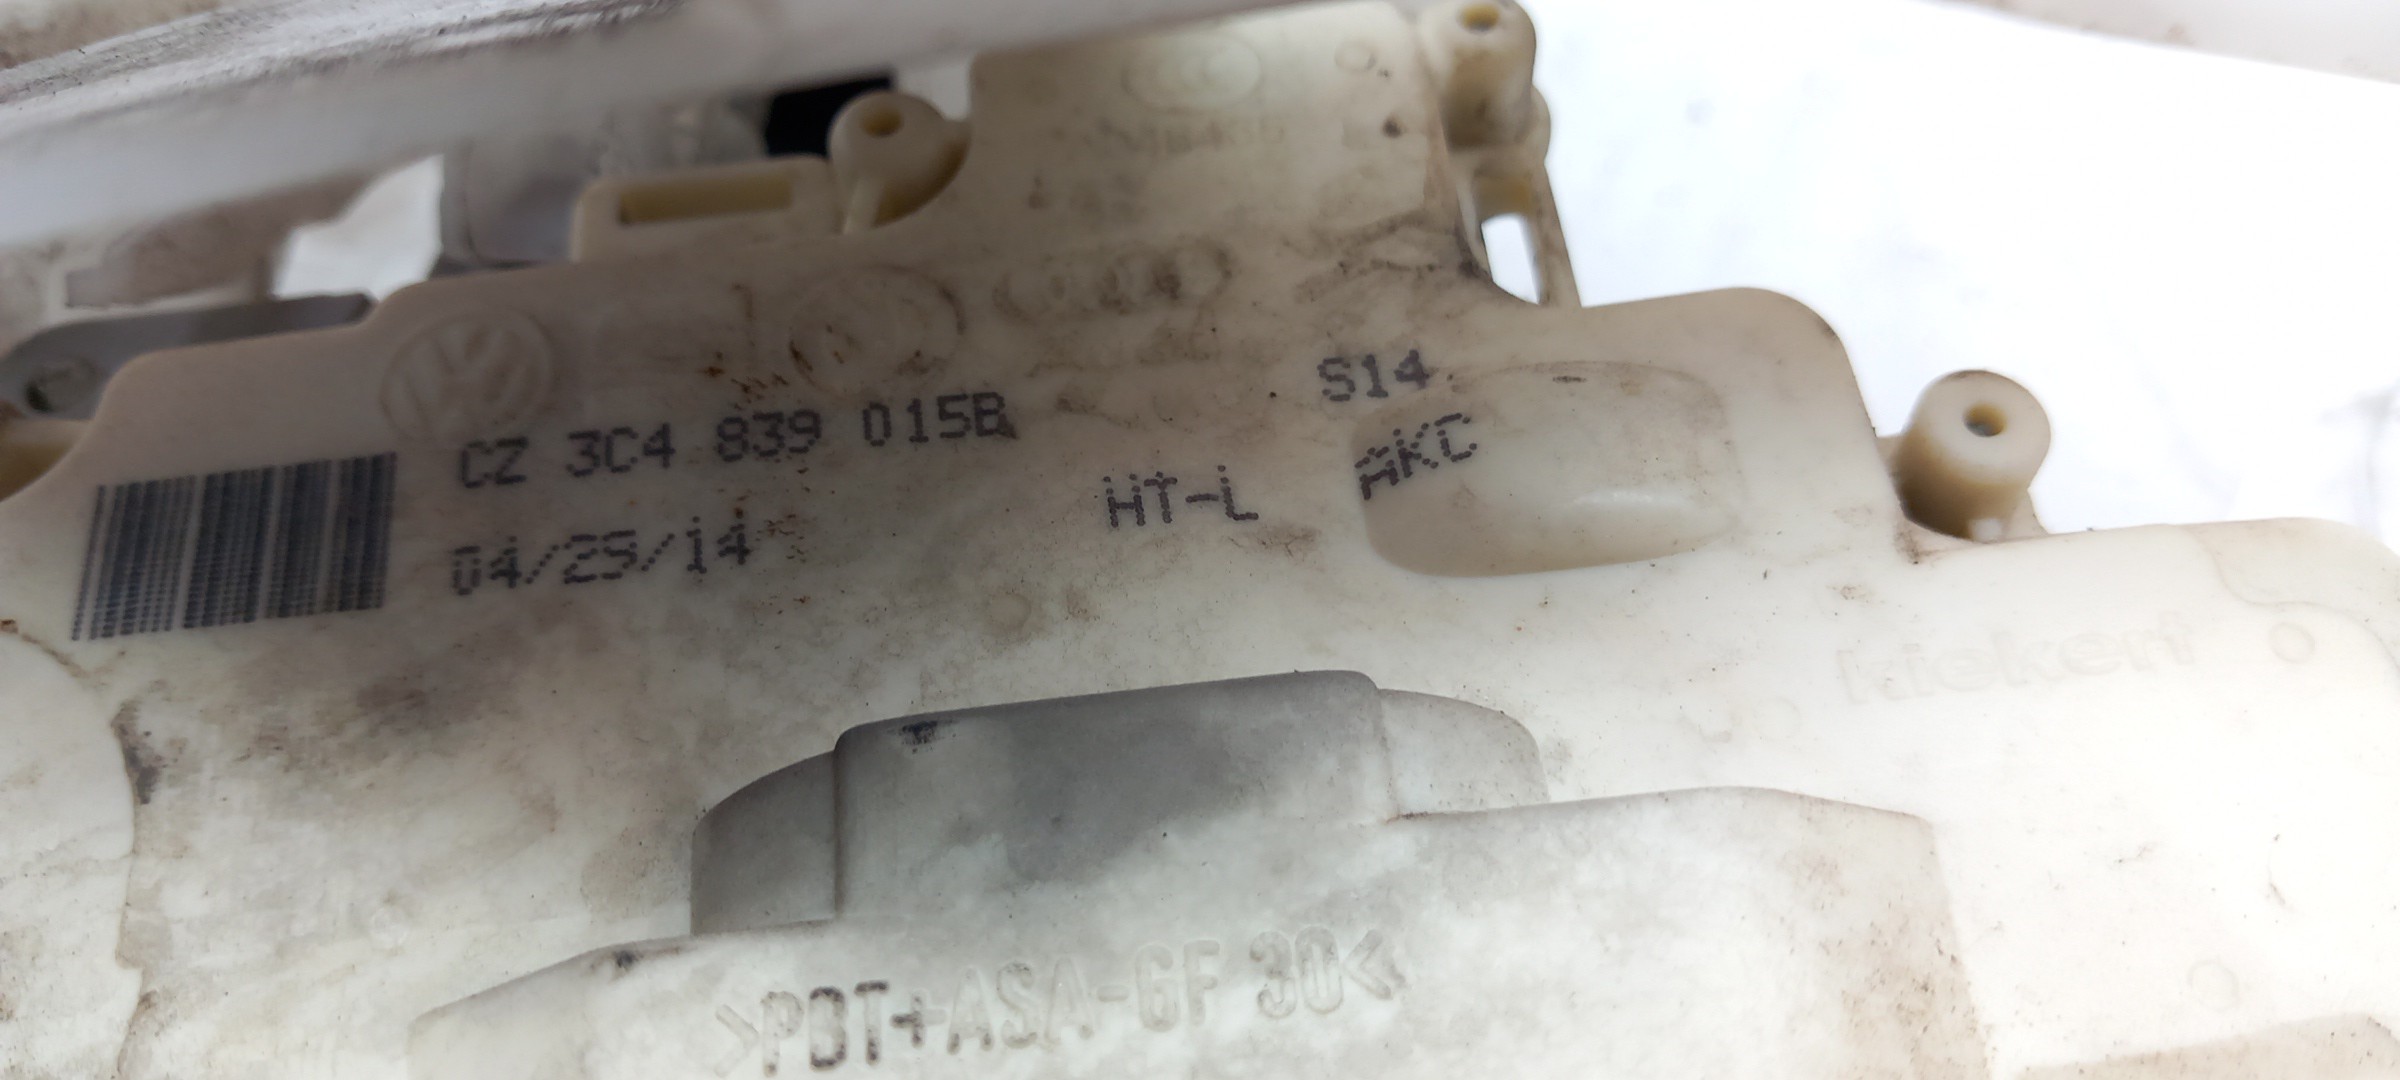 S14
CZ 3C4 839 015B
AKC
HT-L
04/25/14
kiekert
>PBT+ASA-GF 30<